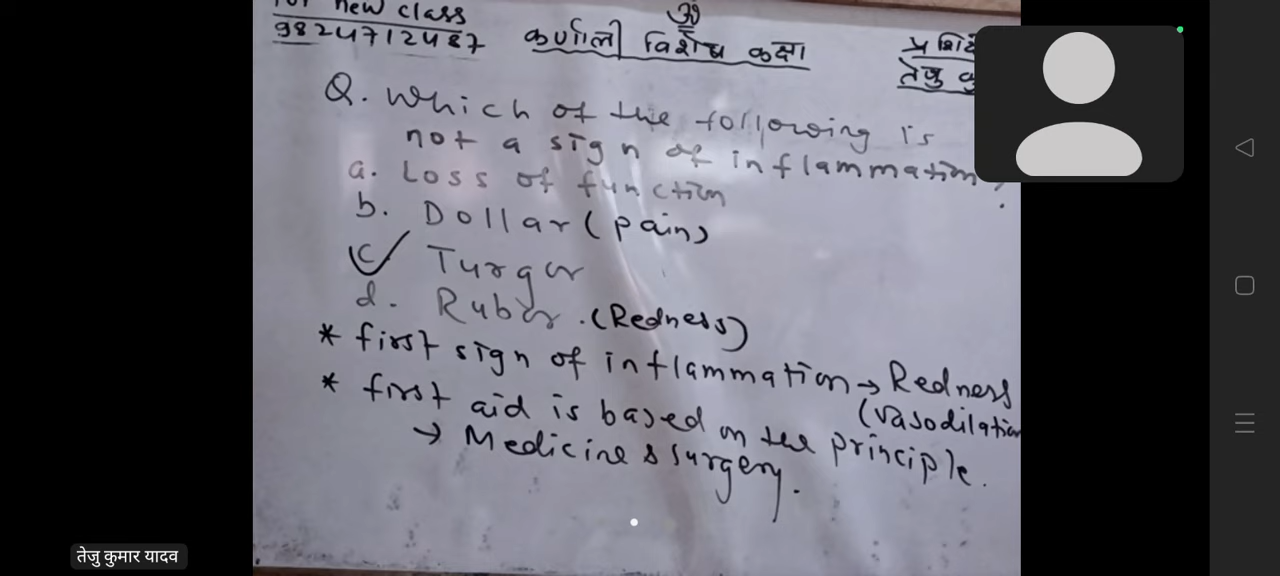 for new class
9824712487
ॐ
कर्णाली विशेष कक्षा
तेजु
Q. Which of the following is
not a sign of inflammation?
a. Loss of function
b. Dollar (pain)
c Turgor
d. Rubor. (Redness)
* first sign of inflammation → Redness
(vasodilation
* first aid is based on the principle.
→ Medicine & surgery.
तेजु कुमार यादव